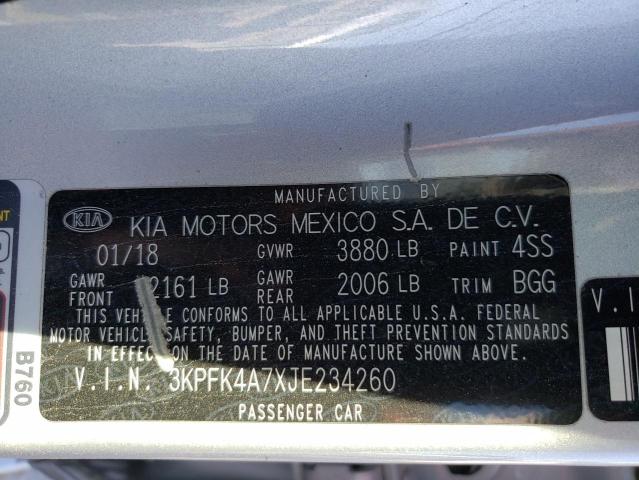 MANUFACTURED BY
KIA KIA MOTORS MEXICO S.A. DE C.V.
01/18 GVWR 3880 LB PAINT 4SS
GAWR FRONT 2161 LB GAWR REAR 2006 LB TRIM BGG
THIS VEHICLE CONFORMS TO ALL APPLICABLE U.S.A. FEDERAL
MOTOR VEHICLE SAFETY, BUMPER, AND THEFT PREVENTION STANDARDS
IN EFFECT ON THE DATE OF MANUFACTURE SHOWN ABOVE.
V.I.N. 3KPFK4A7XJE234260
PASSENGER CAR
B760
V.I